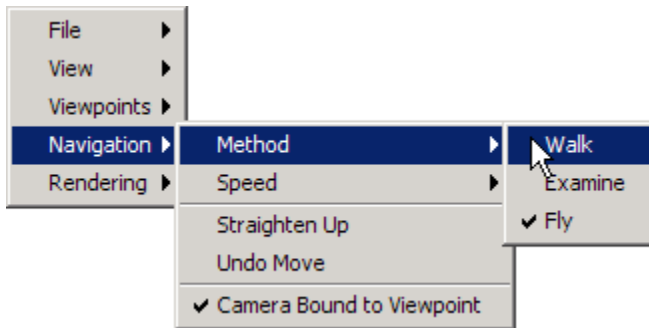 File
View
Viewpoints
Navigation
Rendering
Method
Speed
Straighten Up
Undo Move
Camera Bound to Viewpoint
Walk
Examine
Fly